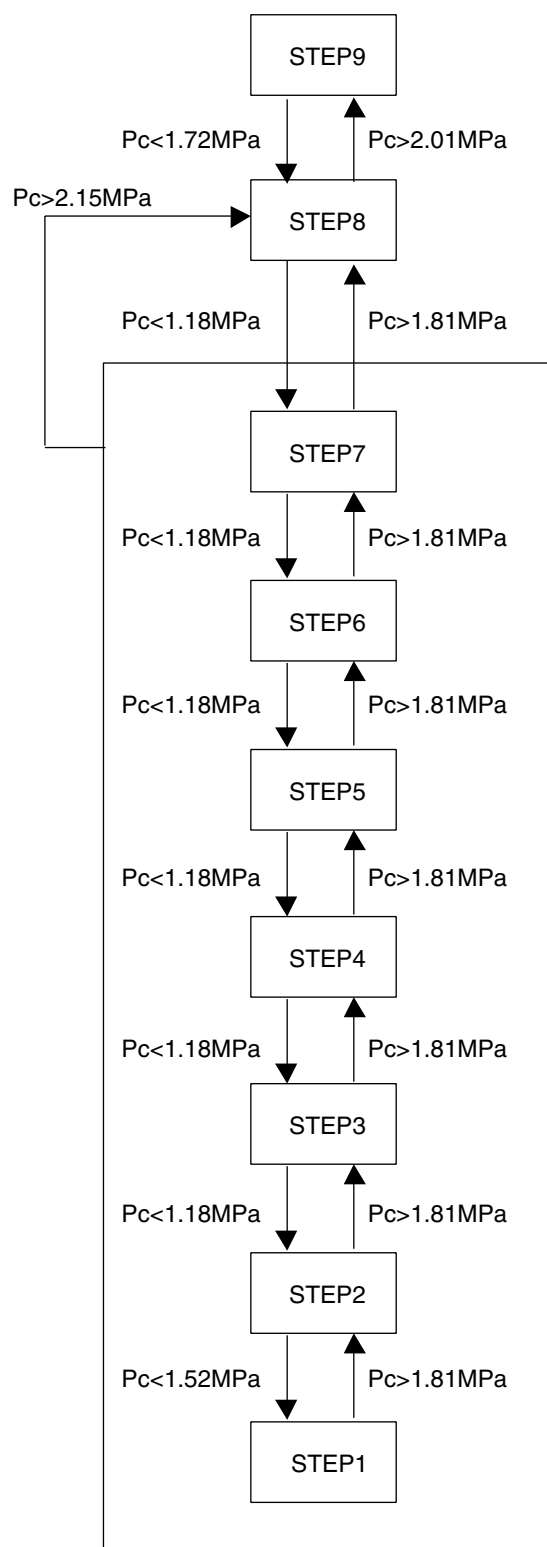 STEP9
Pc<1.72MPa
Pc>2.01MPa
Pc>2.15MPa
STEP8
Pc<1.18MPa
Pc>1.81MPa
STEP7
Pc<1.18MPa
Pc>1.81MPa
STEP6
Pc<1.18MPa
Pc>1.81MPa
STEP5
Pc<1.18MPa
Pc>1.81MPa
STEP4
Pc<1.18MPa
Pc>1.81MPa
STEP3
Pc<1.18MPa
Pc>1.81MPa
STEP2
Pc<1.52MPa
Pc>1.81MPa
STEP1